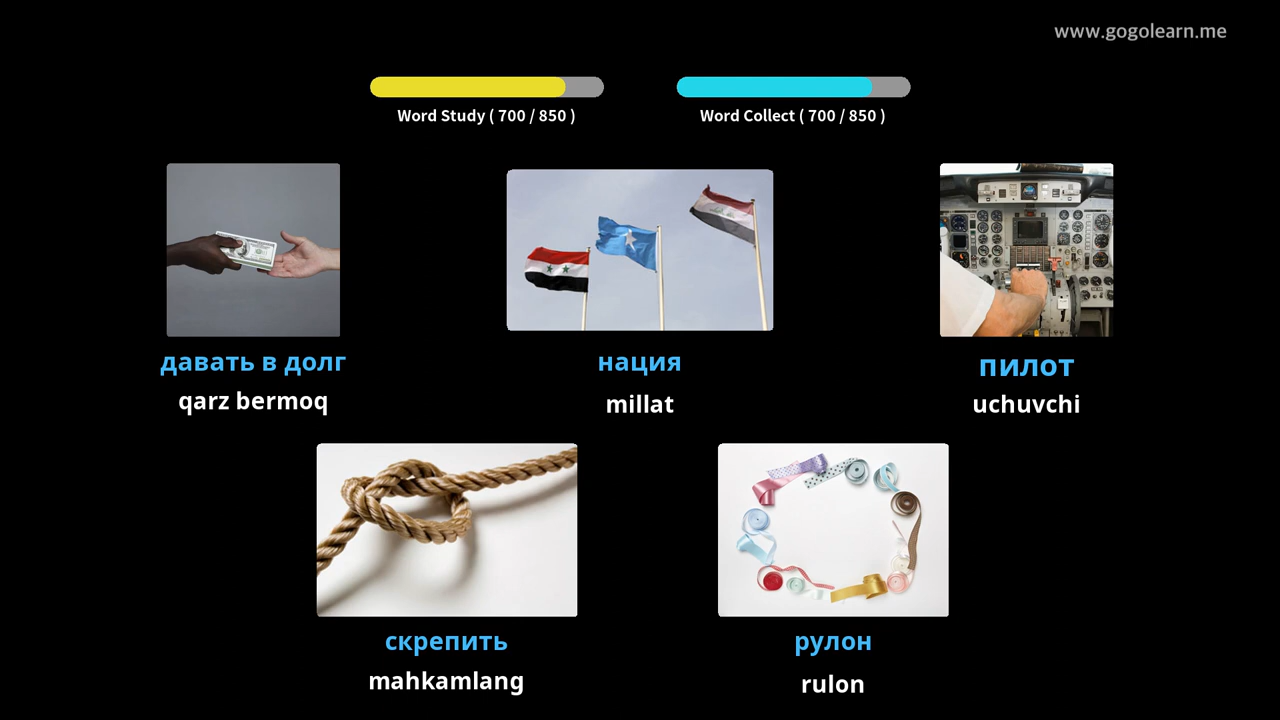 www.gogolearn.me
Word Study ( 700 / 850 )
Word Collect ( 700 / 850 )
давать в долг
qarz bermoq
нация
millat
пилот
uchuvchi
скрепить
mahkamlang
рулон
rulon